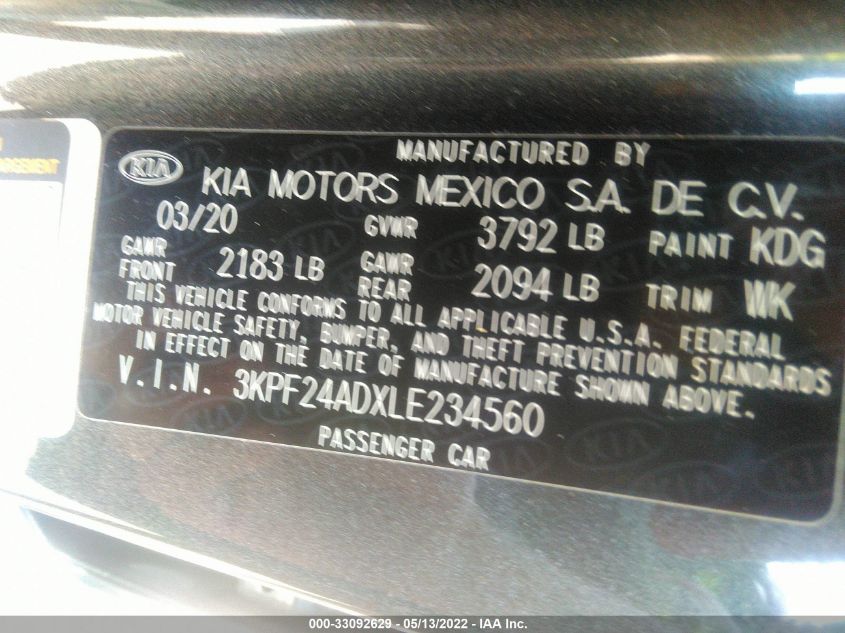 MANUFACTURED BY
KIA KIA MOTORS MEXICO S.A. DE C.V.
03/20 GVWR 3792 LB PAINT KDG
GAWR FRONT 2183 LB GAWR REAR 2094 LB TRIM WK
THIS VEHICLE CONFORMS TO ALL APPLICABLE U.S.A. FEDERAL
MOTOR VEHICLE SAFETY, BUMPER, AND THEFT PREVENTION STANDARDS
IN EFFECT ON THE DATE OF MANUFACTURE SHOWN ABOVE.
V.I.N. 3KPF24ADXLE234560
PASSENGER CAR
000-33092629 - 05/13/2022 - IAA Inc.